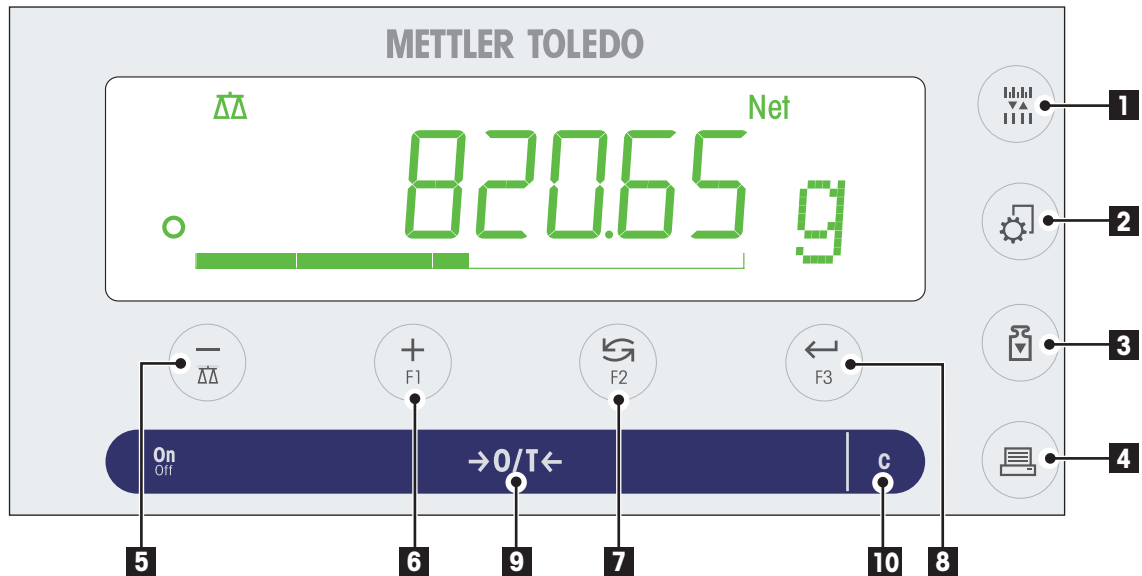 METTLER TOLEDO
Net
820.65 g
1
2
3
4
F1
F2
F3
On
Off
→0/T←
C
5
6
9
7
10
8